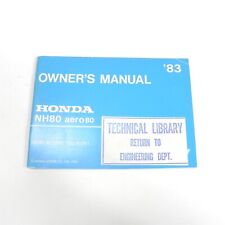 '83
OWNER'S MANUAL
HONDA
NH80 aero80
TECHNICAL LIBRARY
RETURN TO
ENGINEERING DEPT.